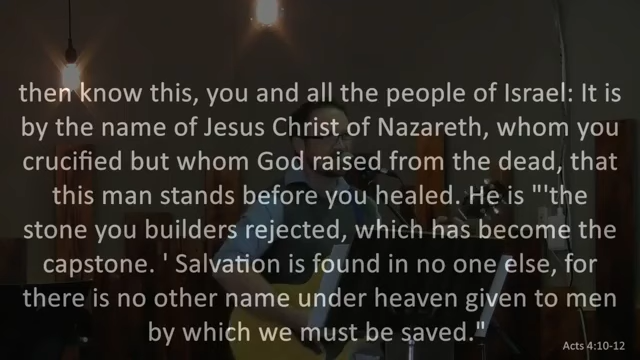 then know this, you and all the people of Israel: It is
by the name of Jesus Christ of Nazareth, whom you
crucified but whom God raised from the dead, that
this man stands before you healed. He is "'the
stone you builders rejected, which has become the
capstone. ' Salvation is found in no one else, for
there is no other name under heaven given to men
by which we must be saved."
Acts 4:10-12